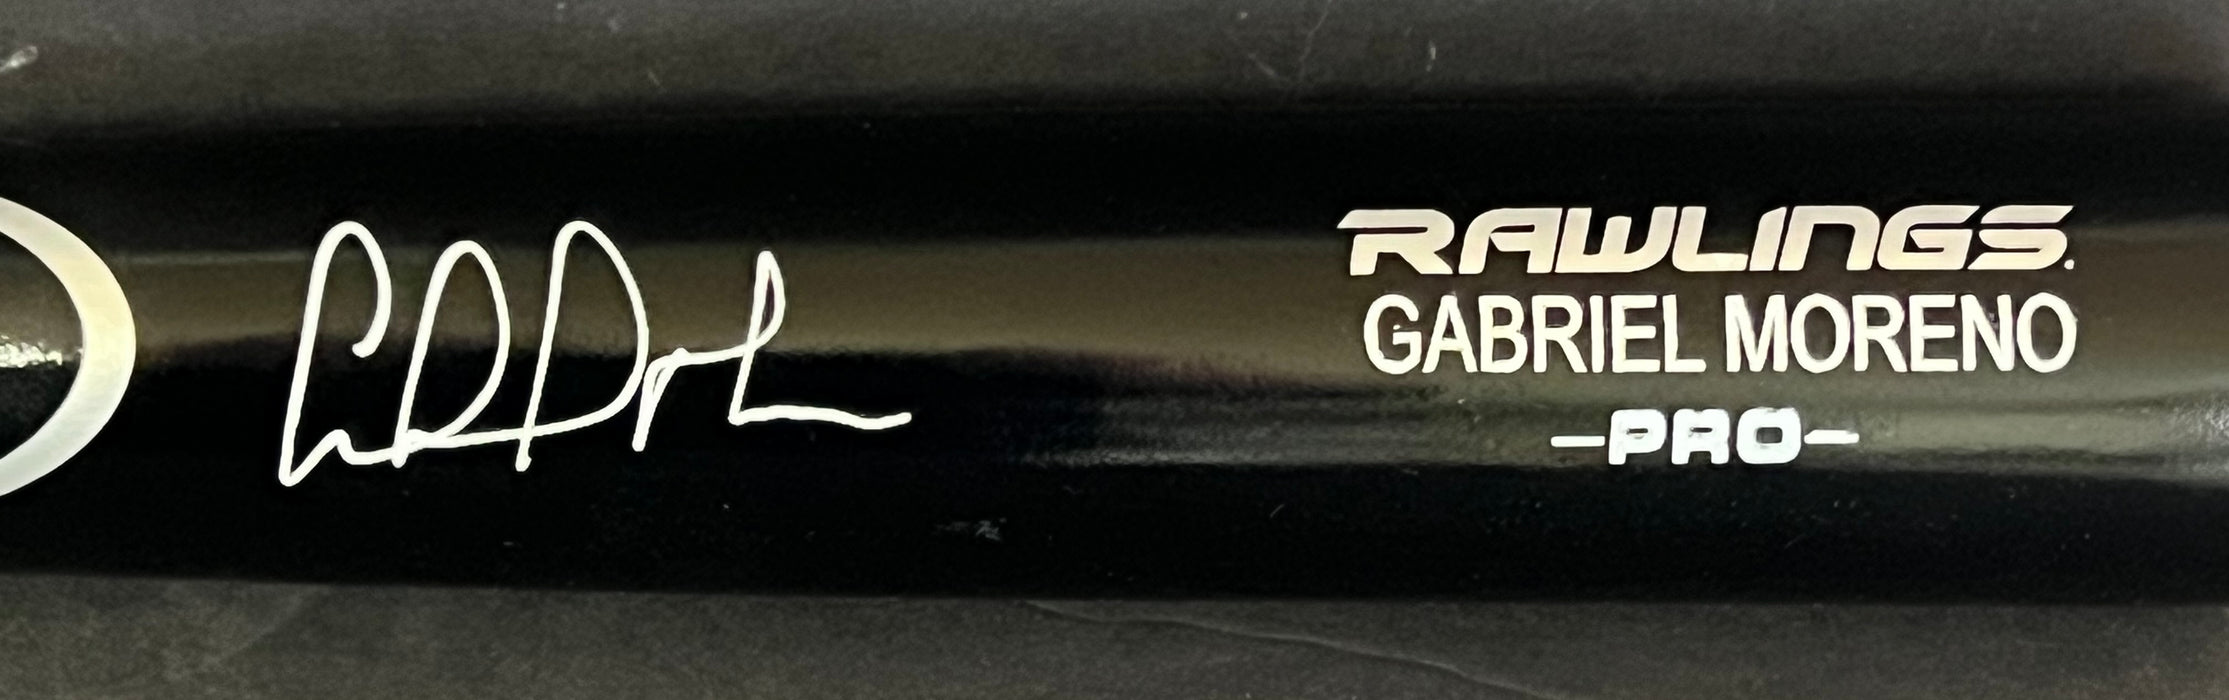 RAWLINGS.
GABRIEL MORENO
-PRO-